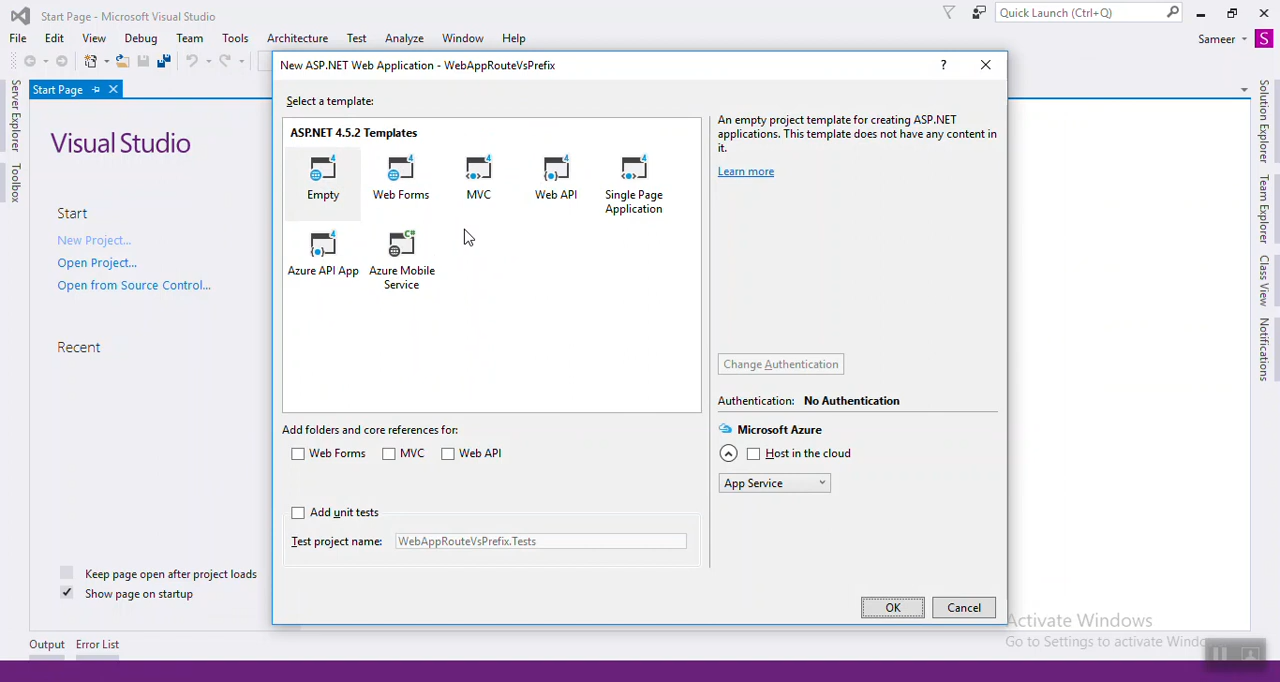 Start Page - Microsoft Visual Studio
Quick Launch (Ctrl+Q)
File Edit View Debug Team Tools Architecture Test Analyze Window Help
Sameer
S
Start Page
Server Explorer
Toolbox
Visual Studio
Start
New Project...
Open Project...
Open from Source Control...
Recent
Keep page open after project loads
Show page on startup
Output Error List
New ASP.NET Web Application - WebAppRouteVsPrefix
?
Select a template:
ASP.NET 4.5.2 Templates
Empty
Web Forms
MVC
Web API
Single Page
Application
Azure API App
Azure Mobile
Service
An empty project template for creating ASP.NET
applications. This template does not have any content in
it.
Learn more
Change Authentication
Authentication: No Authentication
Microsoft Azure
Host in the cloud
App Service
Add folders and core references for:
Web Forms MVC Web API
Add unit tests
Test project name: WebAppRouteVsPrefix.Tests
OK Cancel
Solution Explorer
Team Explorer
Class View
Notifications
Activate Windows
Go to Settings to activate